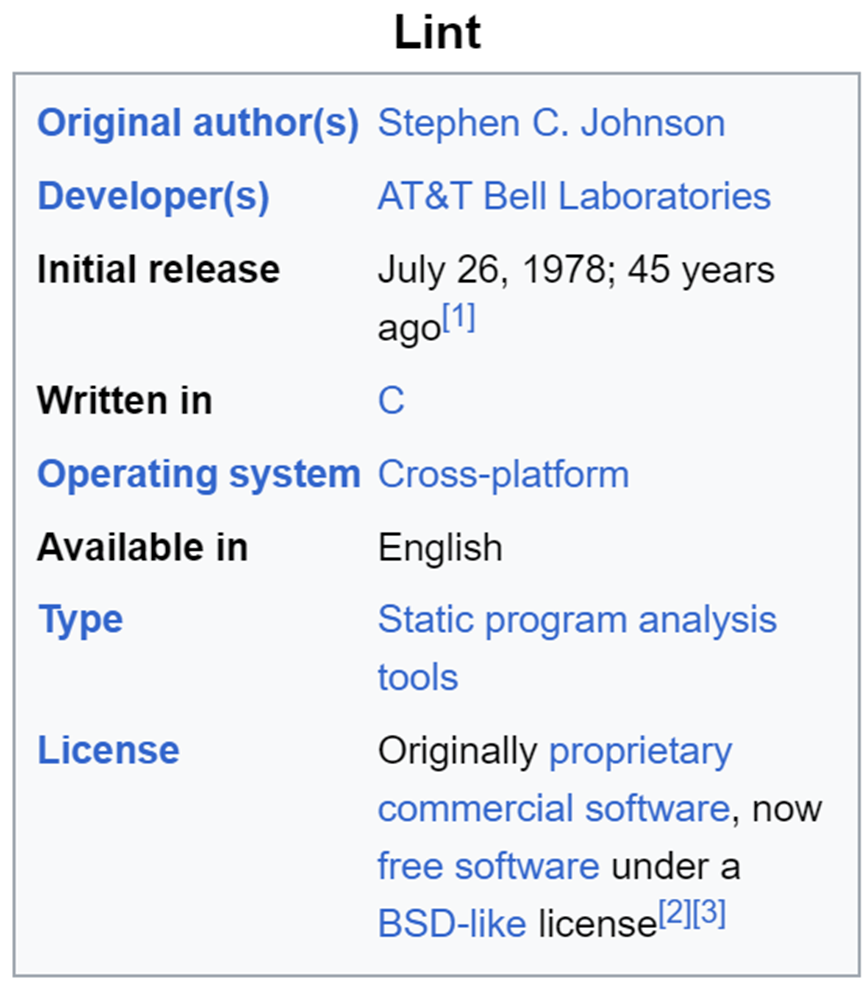 Lint
Original author(s) Stephen C. Johnson
Developer(s) AT&T Bell Laboratories
Initial release July 26, 1978; 45 years
ago[1]
Written in C
Operating system Cross-platform
Available in English
Type Static program analysis
tools
License Originally proprietary
commercial software, now
free software under a
BSD-like license[2][3]